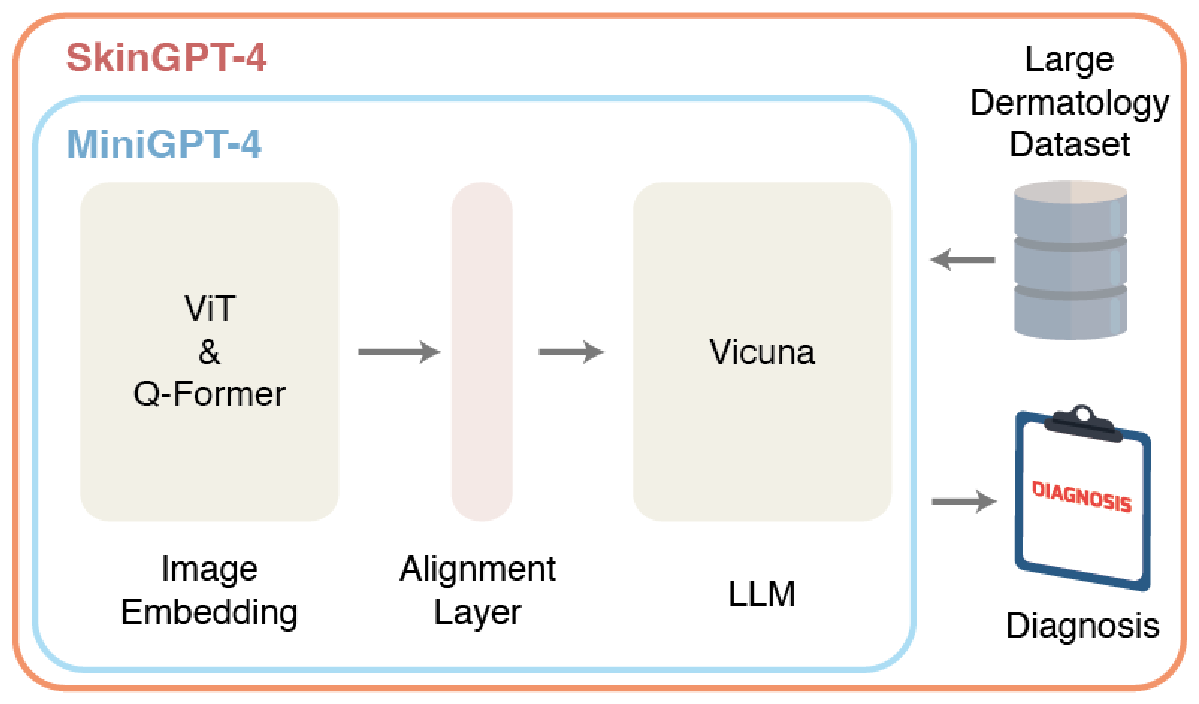 SkinGPT-4
MiniGPT-4
ViT
&
Q-Former
Image
Embedding
Alignment
Layer
Vicuna
LLM
Large
Dermatology
Dataset
DIAGNOSIS
Diagnosis